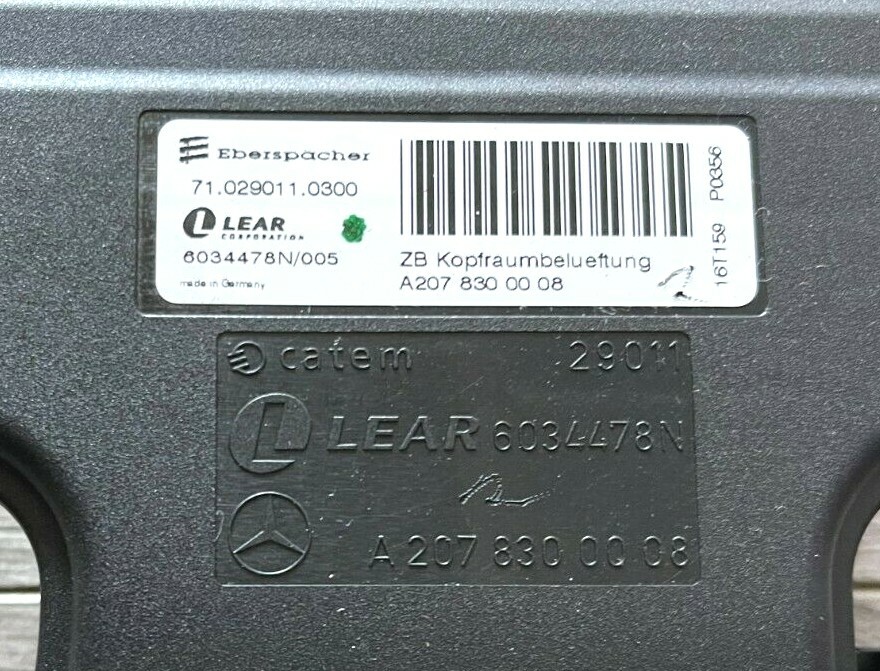 Eberspächer
71.029011.0300
LEAR
CORPORATION
6034478N/005
made in Germany
ZB Kopfraumbelueftung
A207 830 00 08
16T159 P0356
catem 29011
LEAR 6034478N
A 207 830 00 08